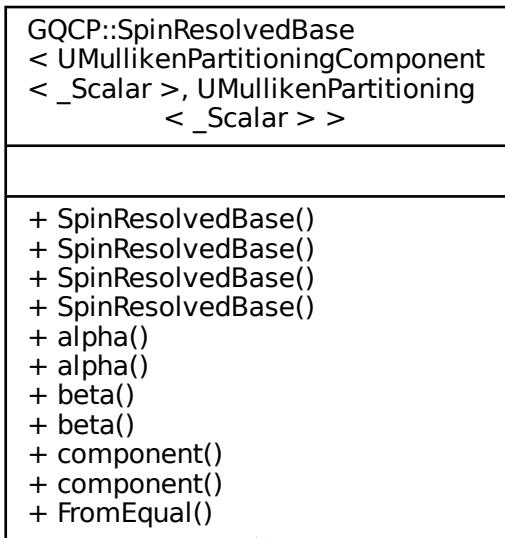 GQCP::SpinResolvedBase
< UMullikenPartitioningComponent
< _Scalar >, UMullikenPartitioning
< _Scalar > >
+ SpinResolvedBase()
+ SpinResolvedBase()
+ SpinResolvedBase()
+ SpinResolvedBase()
+ alpha()
+ alpha()
+ beta()
+ beta()
+ component()
+ component()
+ FromEqual()